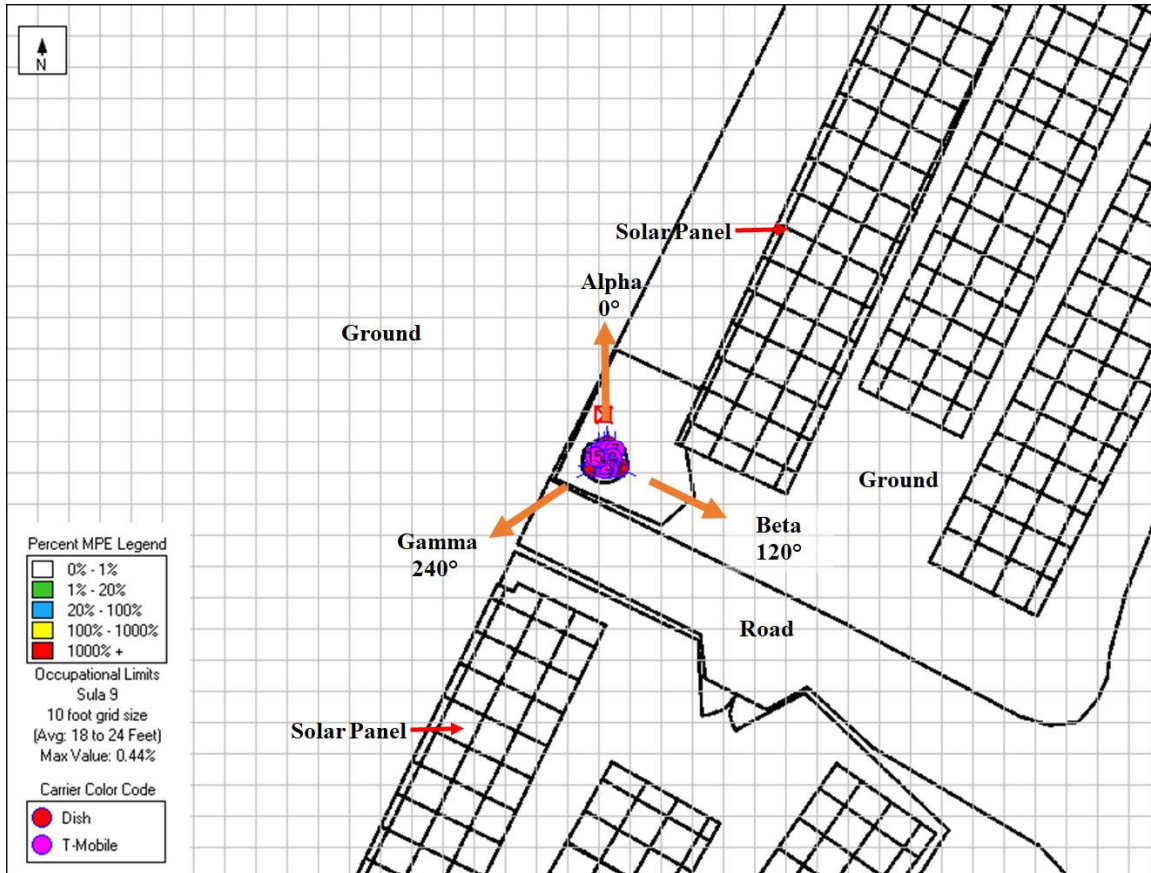 N
Solar Panel
Alpha
0°
Ground
Ground
Gamma
240°
Beta
120°
Road
Solar Panel
Percent MPE Legend
0% - 1%
1% - 20%
20% - 100%
100% - 1000%
1000% +
Occupational Limits
Sula 9
10 foot grid size
(Avg: 18 to 24 Feet)
Max Value: 0.44%
Carrier Color Code
Dish
T-Mobile